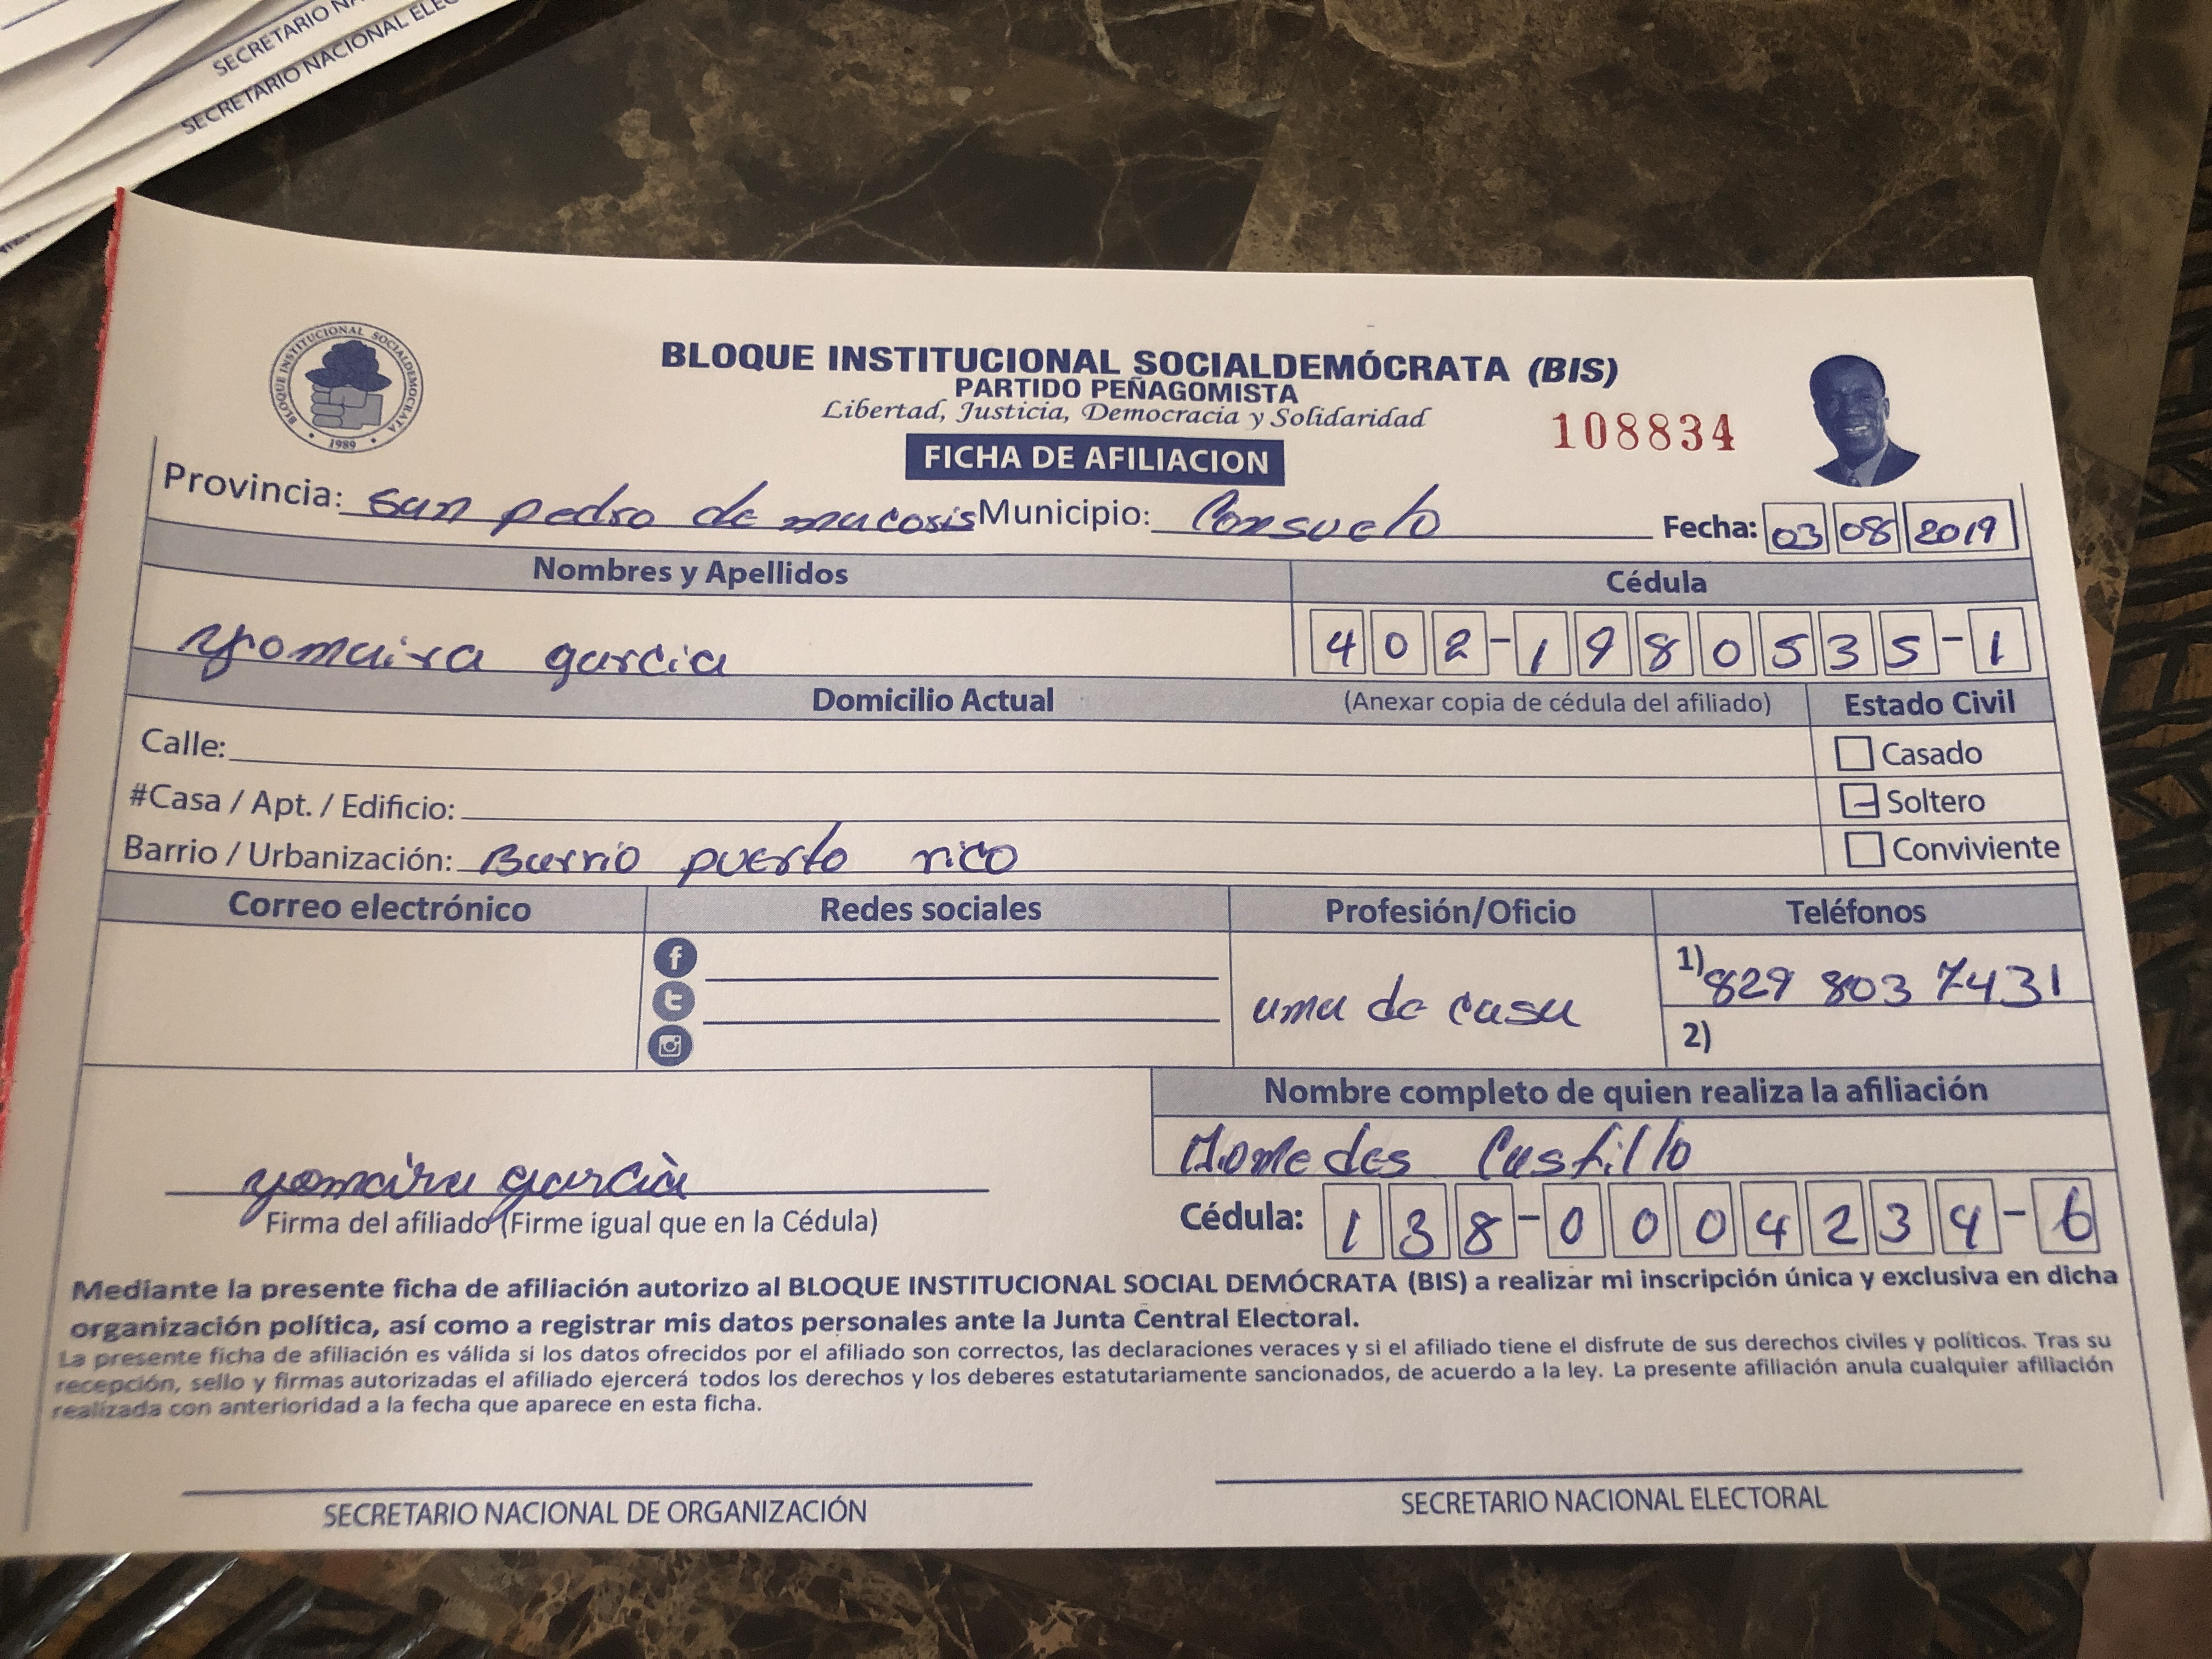 SECRETARIO NA
SECRETARIO NACIONAL ELEC
BLOQUE INSTITUCIONAL SOCIALDEMOCRATA
1989
BLOQUE INSTITUCIONAL SOCIALDEMÓCRATA (BIS)
PARTIDO PEÑAGOMISTA
Libertad, Justicia, Democracia y Solidaridad
108834
FICHA DE AFILIACION
Provincia: san pedro de macosis Municipio: Consuelo Fecha: 03 08 2019
Nombres y Apellidos Cédula
yomaira garcia 402-1980535-1
Domicilio Actual (Anexar copia de cédula del afiliado) Estado Civil
Calle: Casado
#Casa / Apt. / Edificio: Soltero
Barrio / Urbanización: Barrio puerto rico Conviviente
Correo electrónico Redes sociales Profesión/Oficio Teléfonos
1) 829 803 7431
ama de casa
2)
Nombre completo de quien realiza la afiliación
Castillo
yomaira garcia
Firma del afiliado (Firme igual que en la Cédula)
Cédula: 138-0004234-6
Mediante la presente ficha de afiliación autorizo al BLOQUE INSTITUCIONAL SOCIAL DEMÓCRATA (BIS) a realizar mi inscripción única y exclusiva en dicha
organización política, así como a registrar mis datos personales ante la Junta Central Electoral.
La presente ficha de afiliación es válida si los datos ofrecidos por el afiliado son correctos, las declaraciones veraces y si el afiliado tiene el disfrute de sus derechos civiles y políticos. Tras su
recepción, sello y firmas autorizadas el afiliado ejercerá todos los derechos y los deberes estatutariamente sancionados, de acuerdo a la ley. La presente afiliación anula cualquier afiliación
realizada con anterioridad a la fecha que aparece en esta ficha.
SECRETARIO NACIONAL DE ORGANIZACIÓN SECRETARIO NACIONAL ELECTORAL